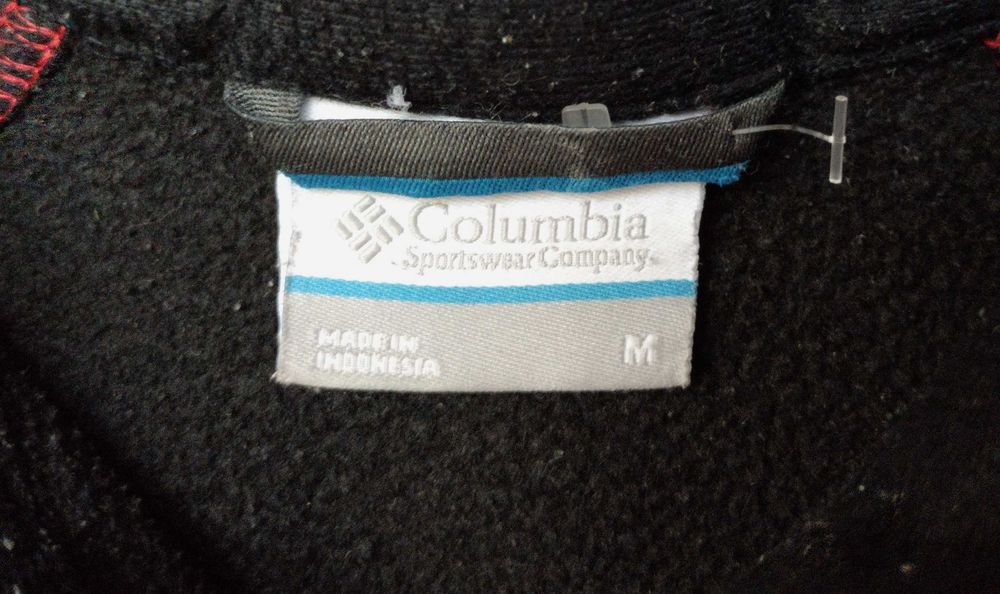 Columbia
Sportswear Company
MADE IN
INDONESIA
M